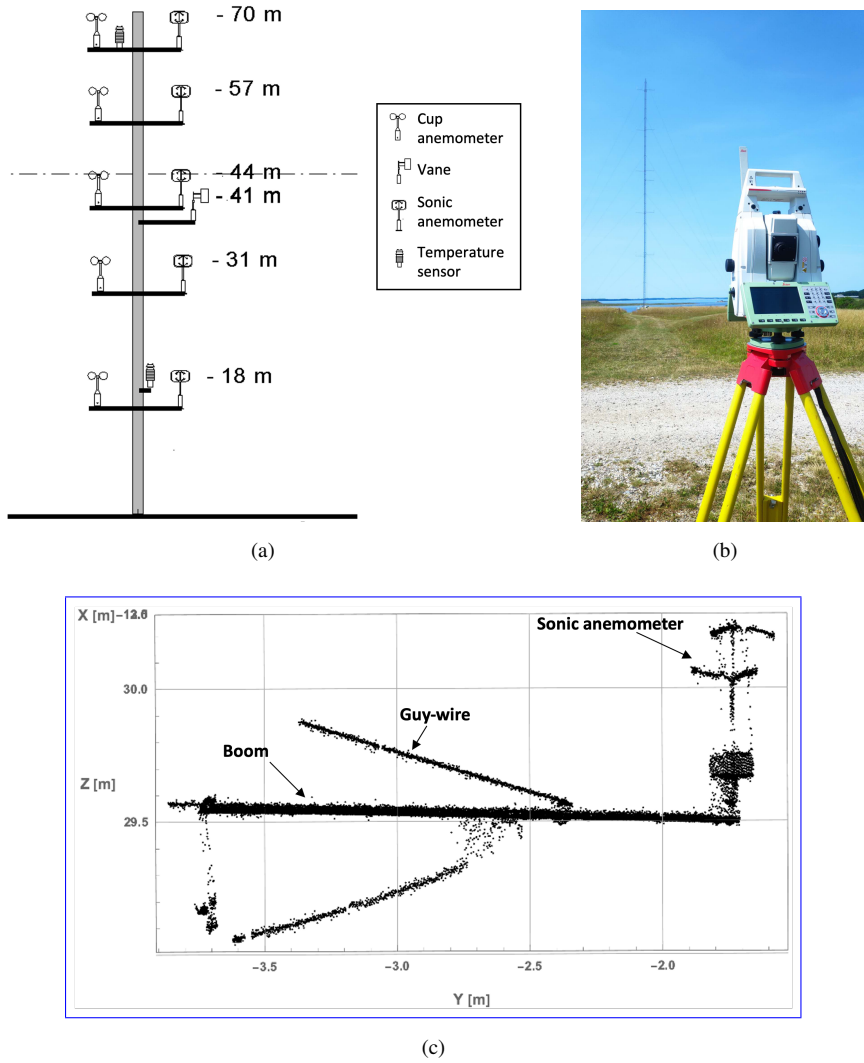 - 70 m
- 57 m
- 44 m
- 41 m
- 31 m
- 18 m
Cup
anemometer
Vane
Sonic
anemometer
Temperature
sensor
(a)
(b)
X [m]
Sonic anemometer
30.0
Guy-wire
Boom
Z [m]
29.5
−3.5
−3.0
−2.5
−2.0
Y [m]
(c)